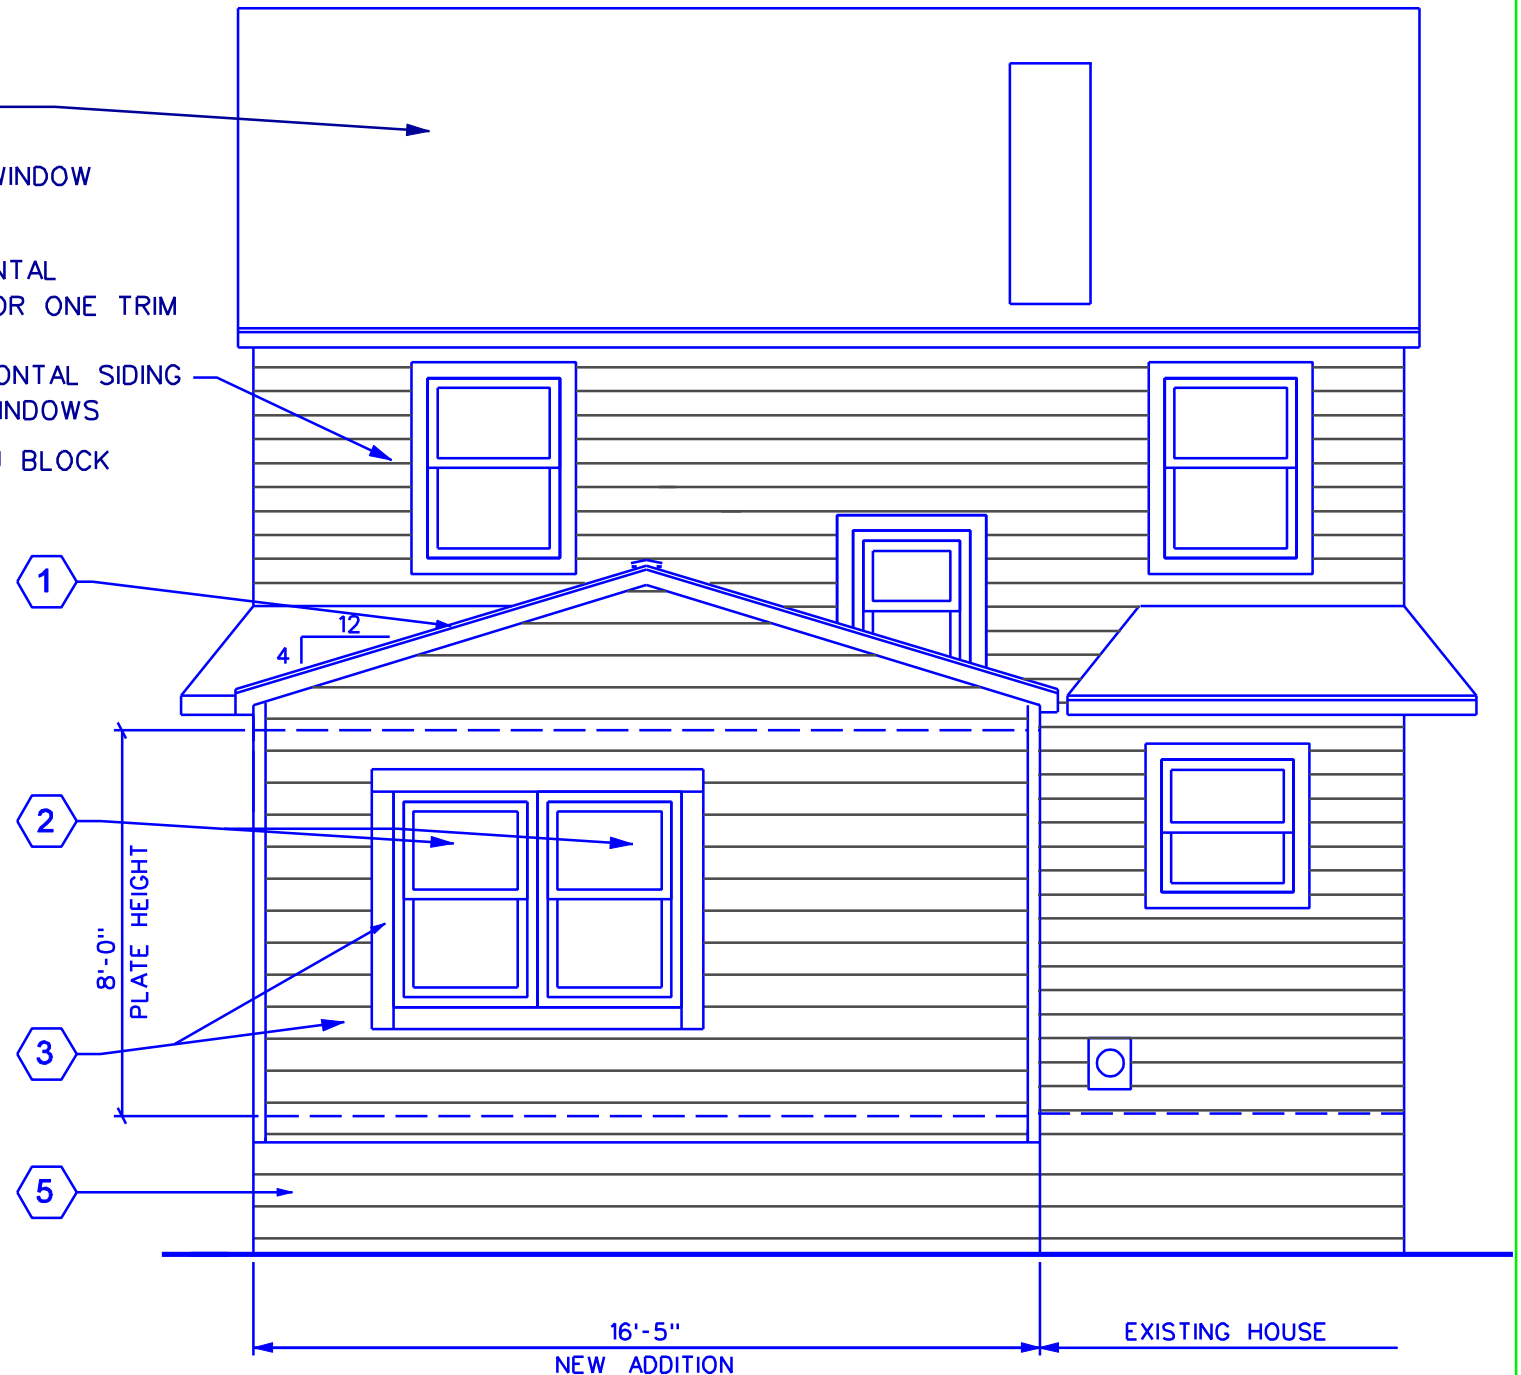 WINDOW
NTAL
OR ONE TRIM
ONTAL SIDING
INDOWS
BLOCK
1
12
4
2
8'-0"
PLATE HEIGHT
3
5
16'-5"
NEW ADDITION
EXISTING HOUSE